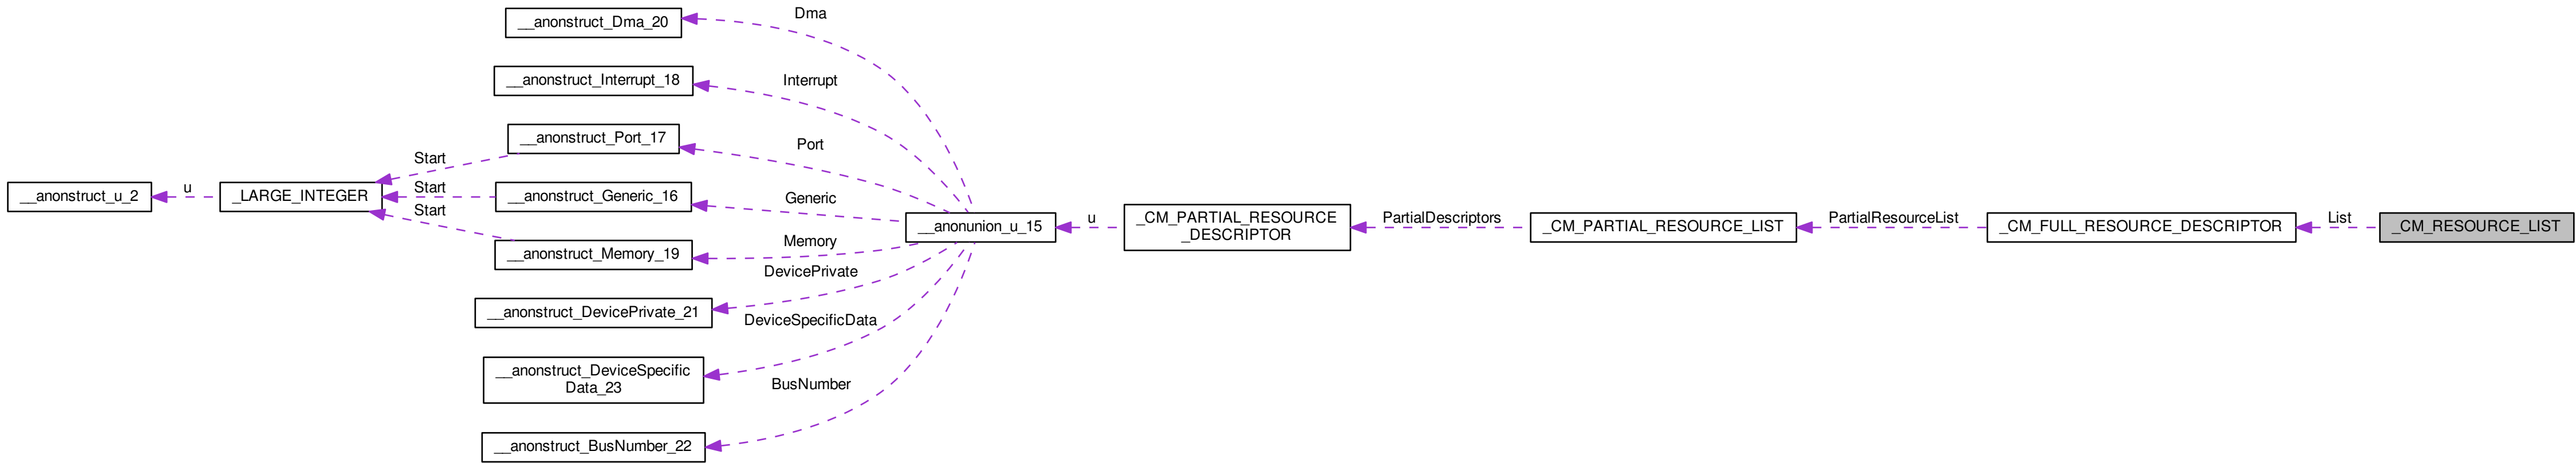 Dma
__anonstruct_Dma_20
Interrupt
__anonstruct_Interrupt_18
Port
__anonstruct_Port_17
Start
Start
Start
u
__anonstruct_u_2
_LARGE_INTEGER
Generic
__anonstruct_Generic_16
Memory
__anonstruct_Memory_19
DevicePrivate
__anonstruct_DevicePrivate_21
DeviceSpecificData
__anonstruct_DeviceSpecific
Data_23
BusNumber
__anonstruct_BusNumber_22
__anonunion_u_15
u
_CM_PARTIAL_RESOURCE
_DESCRIPTOR
PartialDescriptors
_CM_PARTIAL_RESOURCE_LIST
PartialResourceList
_CM_FULL_RESOURCE_DESCRIPTOR
List
_CM_RESOURCE_LIST